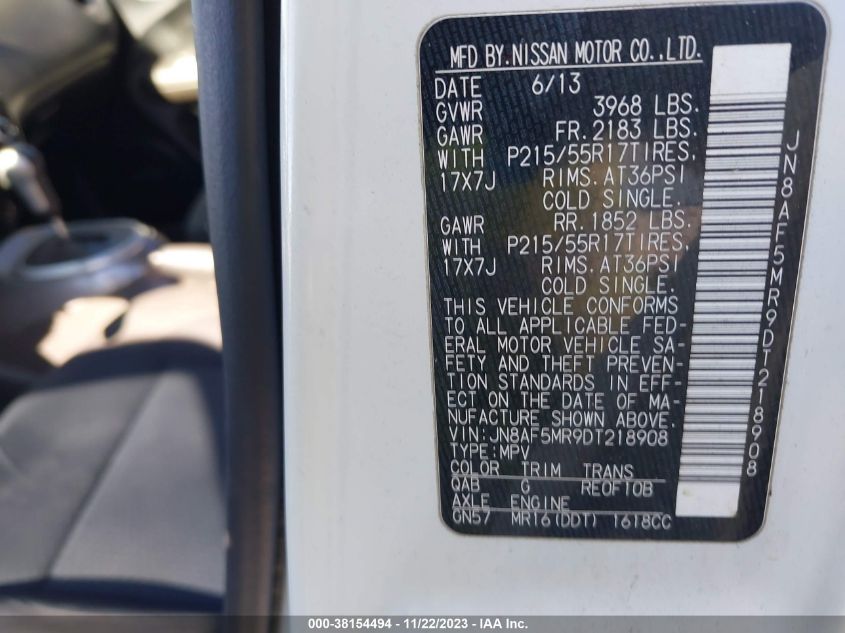 MFD BY.NISSAN MOTOR CO.,LTD.
DATE 6/13
GVWR 3968 LBS.
GAWR FR.2183 LBS.
WITH P215/55R17TIRES,
17X7J RIMS.AT36PSI
COLD SINGLE.
GAWR RR.1852 LBS.
WITH P215/55R17TIRES,
17X7J RIMS.AT36PSI
COLD SINGLE.
THIS VEHICLE CONFORMS
TO ALL APPLICABLE FED-
ERAL MOTOR VEHICLE SA-
FETY AND THEFT PREVEN-
TION STANDARDS IN EFF-
ECT ON THE DATE OF MA-
NUFACTURE SHOWN ABOVE.
VIN:JN8AF5MR9DT218908
TYPE:MPV
COLOR TRIM TRANS
QAB G RE0F10B
AXLE ENGINE
GN57 MR16(DDT) 1618CC
JN8AF5MR9DT218908
000-38154494 - 11/22/2023 - IAA Inc.